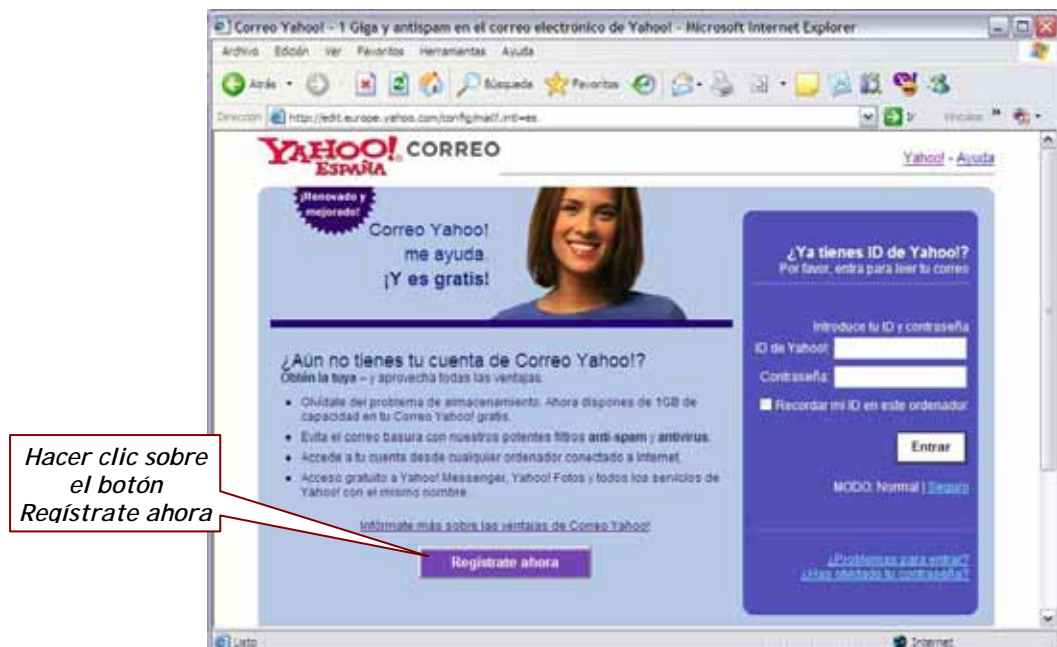 Correo Yahoo! - 1 Giga y antispam en el correo electrónico de Yahoo! - Microsoft Internet Explorer
Archivo Edición Ver Favoritos Herramientas Ayuda
Atrás Búsqueda Favoritos
Dirección http://edit.europe.yahoo.com/config/mail?.intl=es Ir Vínculos
YAHOO! CORREO
ESPAÑA
Yahoo! - Ayuda
¡Renovado y
mejorado!
Correo Yahoo!
me ayuda.
¡Y es gratis!
¿Ya tienes ID de Yahoo!?
Por favor, entra para leer tu correo
Introduce tu ID y contraseña
ID de Yahoo!:
Contraseña:
Recordar mi ID en este ordenador
Entrar
MODO: Normal | Seguro
¿Problemas para entrar?
¿Has olvidado tu contraseña?
¿Aún no tienes tu cuenta de Correo Yahoo!?
Obtén la tuya – y aprovecha todas las ventajas.
• Olvídate del problema de almacenamiento. Ahora dispones de 1GB de
capacidad en tu Correo Yahoo! gratis.
• Evita el correo basura con nuestros potentes filtros anti-spam y antivirus.
• Accede a tu cuenta desde cualquier ordenador conectado a Internet.
• Acceso gratuito a Yahoo! Messenger, Yahoo! Fotos y todos los servicios de
Yahoo! con el mismo nombre.
Infórmate más sobre las ventajas de Correo Yahoo!
Regístrate ahora
Hacer clic sobre
el botón
Regístrate ahora
Listo
Internet